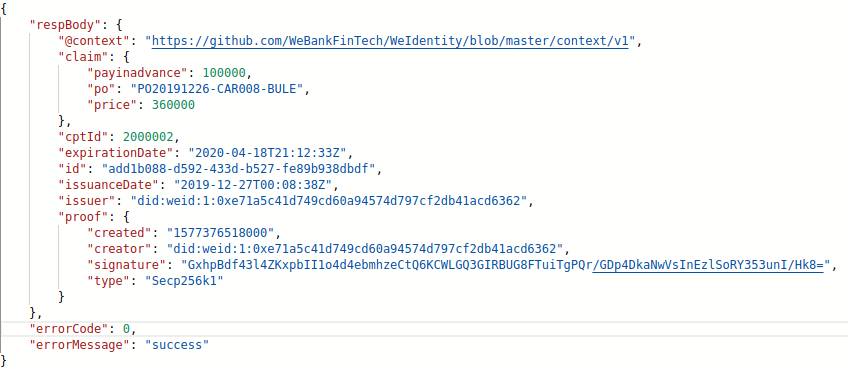 {
    "respBody": {
        "@context": "https://github.com/WeBankFinTech/WeIdentity/blob/master/context/v1",
        "claim": {
            "payinadvance": 100000,
            "po": "PO20191226-CAR008-BULE",
            "price": 360000
        },
        "cptId": 2000002,
        "expirationDate": "2020-04-18T21:12:33Z",
        "id": "add1b088-d592-433d-b527-fe89b938dbdf",
        "issuanceDate": "2019-12-27T00:08:38Z",
        "issuer": "did:weid:1:0xe71a5c41d749cd60a94574d797cf2db41acd6362",
        "proof": {
            "created": "1577376518000",
            "creator": "did:weid:1:0xe71a5c41d749cd60a94574d797cf2db41acd6362",
            "signature": "GxhpBdf43l4ZKxpbII1o4d4ebmhzeCtQ6KCWLGQ3GIRBUG8FTuiTgPQr/GDp4DkaNwVsInEzlSoRY353unI/Hk8=",
            "type": "Secp256k1"
        }
    },
    "errorCode": 0,
    "errorMessage": "success"
}